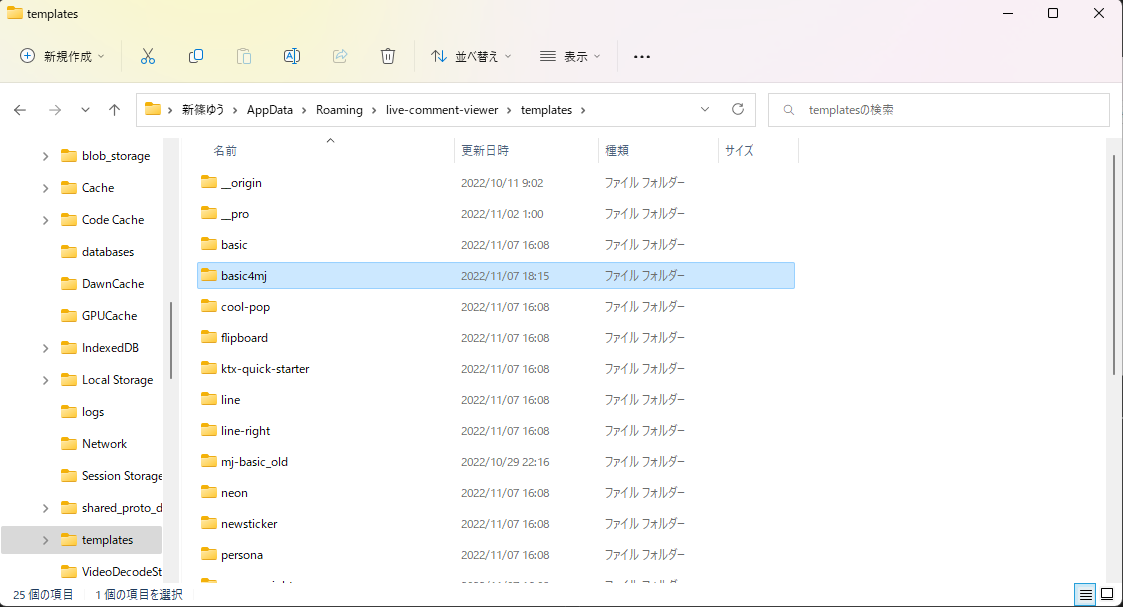 templates
新規作成
並べ替え
表示
新篠ゆう
AppData
Roaming
live-comment-viewer
templates
templatesの検索
blob_storage
Cache
Code Cache
databases
DawnCache
GPUCache
IndexedDB
Local Storage
logs
Network
Session Storage
shared_proto_d
templates
VideoDecodeSt
名前 更新日時 種類 サイズ
__origin 2022/10/11 9:02 ファイル フォルダー
__pro 2022/11/02 1:00 ファイル フォルダー
basic 2022/11/07 16:08 ファイル フォルダー
basic4mj 2022/11/07 18:15 ファイル フォルダー
cool-pop 2022/11/07 16:08 ファイル フォルダー
flipboard 2022/11/07 16:08 ファイル フォルダー
ktx-quick-starter 2022/11/07 16:08 ファイル フォルダー
line 2022/11/07 16:08 ファイル フォルダー
line-right 2022/11/07 16:08 ファイル フォルダー
mj-basic_old 2022/10/29 22:16 ファイル フォルダー
neon 2022/11/07 16:08 ファイル フォルダー
newsticker 2022/11/07 16:08 ファイル フォルダー
persona 2022/11/07 16:08 ファイル フォルダー
25 個の項目 1 個の項目を選択